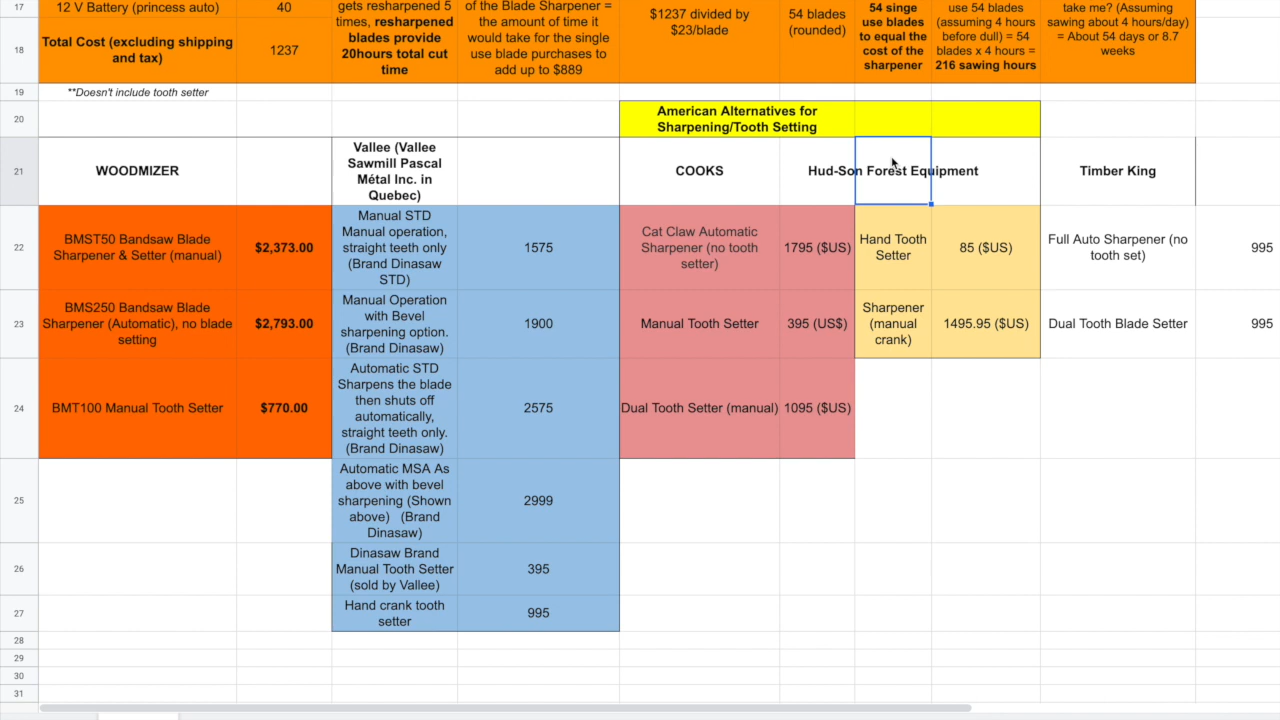 17
12 V Battery (princess auto)
40
gets resharpened 5
times, resharpened
blades provide
20hours total cut
time
of the Blade Sharpener =
the amount of time it
would take for the single
use blade purchases to
add up to $889
$1237 divided by
$23/blade
54 blades
(rounded)
54 singe
use blades
to equal the
cost of the
sharpener
use 54 blades
(assuming 4 hours
before dull) = 54
blades x 4 hours =
216 sawing hours
take me? (Assuming
sawing about 4 hours/day)
= About 54 days or 8.7
weeks
18
Total Cost (excluding shipping
and tax)
1237
19
**Doesn't include tooth setter
20
American Alternatives for
Sharpening/Tooth Setting
21
WOODMIZER
Vallee (Vallee
Sawmill Pascal
Métal Inc. in
Quebec)
COOKS
Hud-Son Forest Equipment
Timber King
22
BMST50 Bandsaw Blade
Sharpener & Setter (manual)
$2,373.00
Manual STD
Manual operation,
straight teeth only
(Brand Dinasaw
STD)
1575
Cat Claw Automatic
Sharpener (no tooth
setter)
1795 ($US)
Hand Tooth
Setter
85 ($US)
Full Auto Sharpener (no
tooth set)
995
23
BMS250 Bandsaw Blade
Sharpener (Automatic), no blade
setting
$2,793.00
Manual Operation
with Bevel
sharpening option.
(Brand Dinasaw)
1900
Manual Tooth Setter
395 (US$)
Sharpener
(manual
crank)
1495.95 ($US)
Dual Tooth Blade Setter
995
24
BMT100 Manual Tooth Setter
$770.00
Automatic STD
Sharpens the blade
then shuts off
automatically,
straight teeth only.
(Brand Dinasaw)
2575
Dual Tooth Setter (manual)
1095 ($US)
25
Automatic MSA As
above with bevel
sharpening (Shown
above) (Brand
Dinasaw)
2999
26
Dinasaw Brand
Manual Tooth Setter
(sold by Vallee)
395
27
Hand crank tooth
setter
995
28
29
30
31